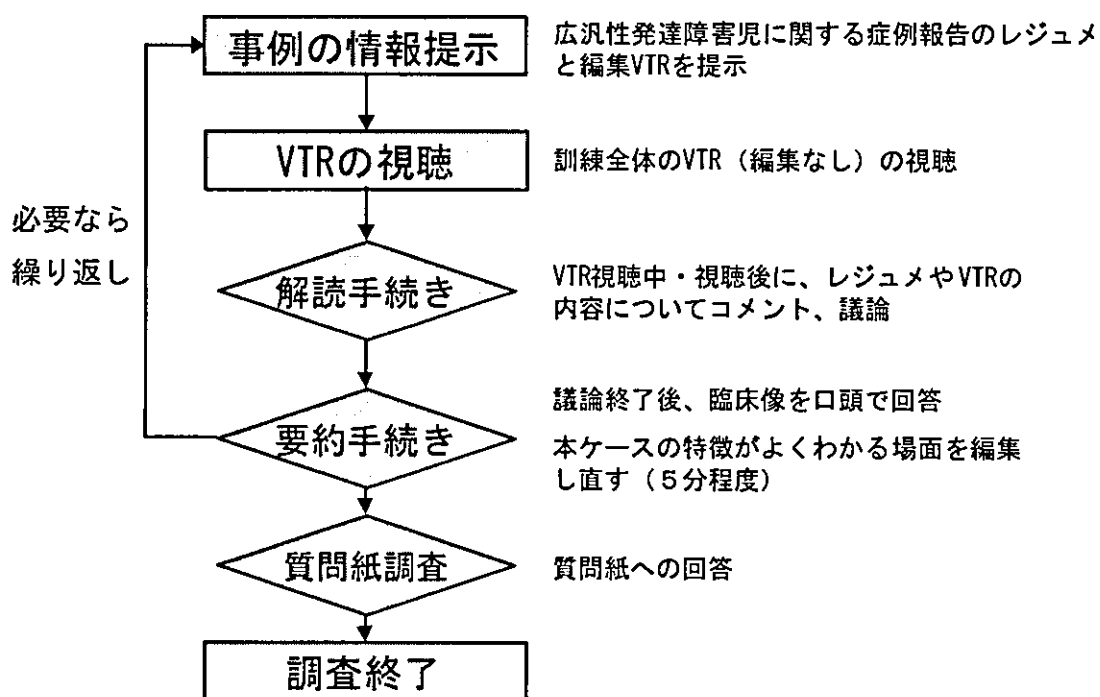 事例の情報提示
広汎性発達障害児に関する症例報告のレジュメ
と編集VTRを提示
VTRの視聴
訓練全体のVTR（編集なし）の視聴
必要なら
繰り返し
解読手続き
VTR視聴中・視聴後に、レジュメやVTRの
内容についてコメント、議論
要約手続き
議論終了後、臨床像を口頭で回答
本ケースの特徴がよくわかる場面を編集
し直す（５分程度）
質問紙調査
質問紙への回答
調査終了